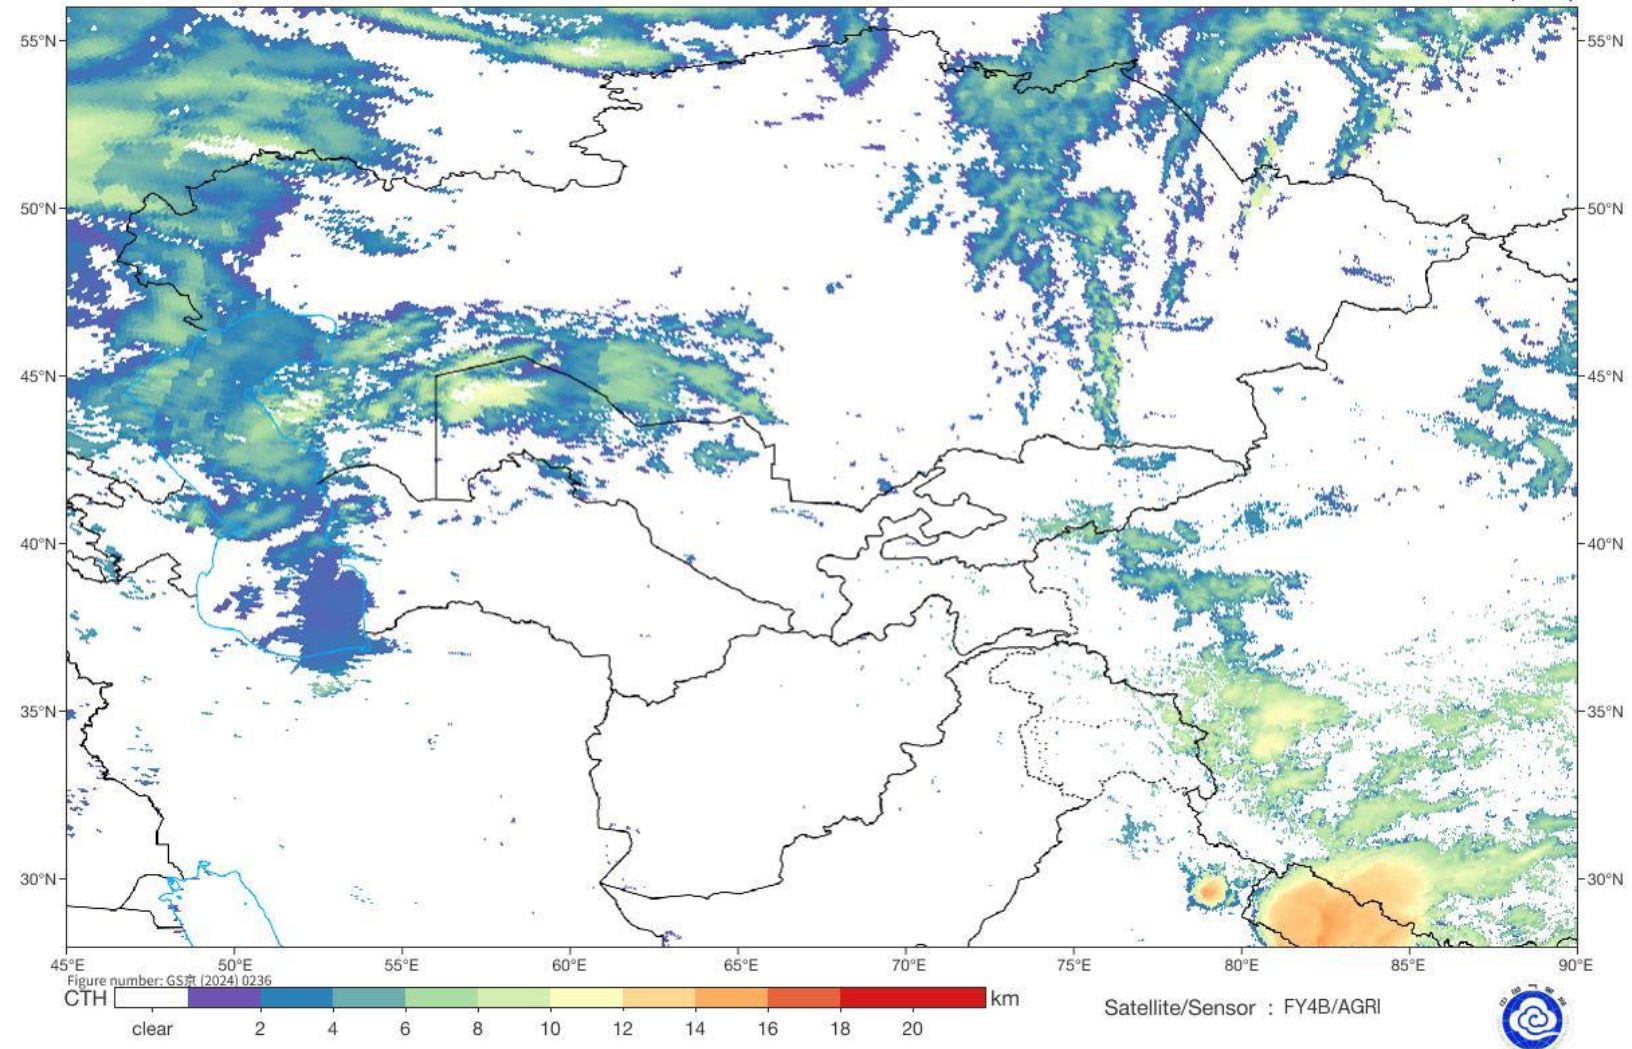 55°N 55°N
50°N 50°N
45°N 45°N
40°N 40°N
35°N 35°N
30°N 30°N
45°E 50°E 55°E 60°E 65°E 70°E 75°E 80°E 85°E 90°E
Figure number: GS京 (2024) 0236
CTH km
clear 2 4 6 8 10 12 14 16 18 20
Satellite/Sensor : FY4B/AGRI